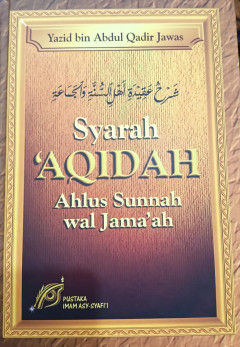 Yazid bin Abdul Qadir Jawas
شرح عقيدة أهل السنة والجماعة
Syarah
'AQIDAH
Ahlus Sunnah
wal Jama'ah
PUSTAKA
IMAM ASY-SYAFI'I